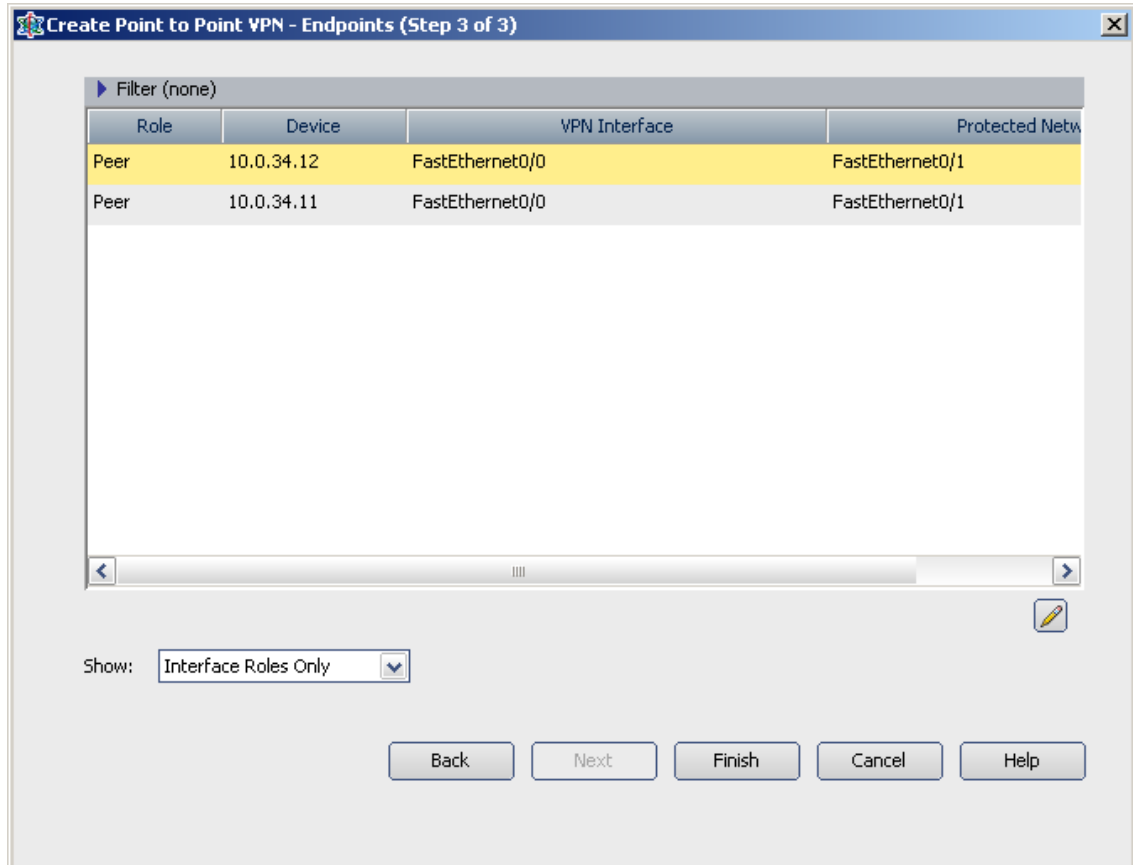 Create Point to Point VPN - Endpoints (Step 3 of 3)
Filter (none)
Role Device VPN Interface Protected Netw
Peer 10.0.34.12 FastEthernet0/0 FastEthernet0/1
Peer 10.0.34.11 FastEthernet0/0 FastEthernet0/1
Show: Interface Roles Only
Back Next Finish Cancel Help